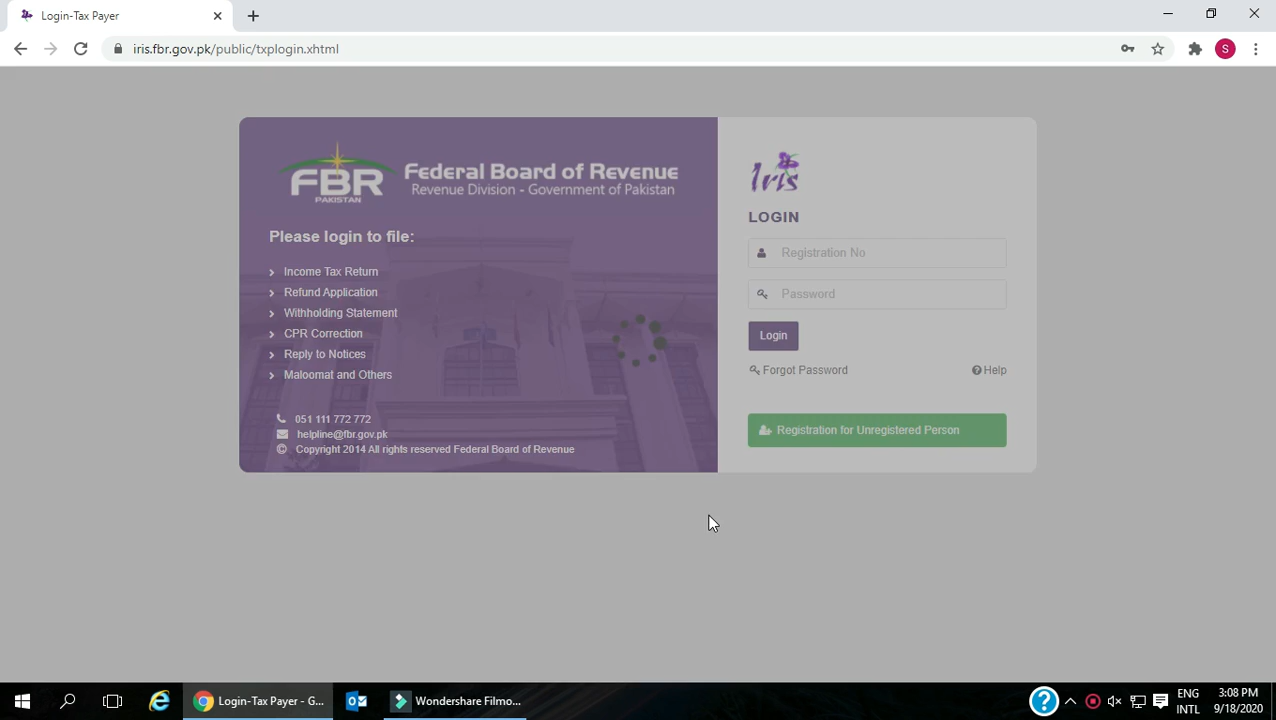 Login-Tax Payer
iris.fbr.gov.pk/public/txplogin.xhtml
S
FBR
PAKISTAN
Federal Board of Revenue
Revenue Division - Government of Pakistan
Please login to file:
Income Tax Return
Refund Application
Withholding Statement
CPR Correction
Reply to Notices
Maloomat and Others
051 111 772 772
helpline@fbr.gov.pk
© Copyright 2014 All rights reserved Federal Board of Revenue
Iris
LOGIN
Registration No
Password
Login
Forgot Password
Help
Registration for Unregistered Person
Login-Tax Payer - G...
Wondershare Filmo...
ENG
INTL
3:08 PM
9/18/2020